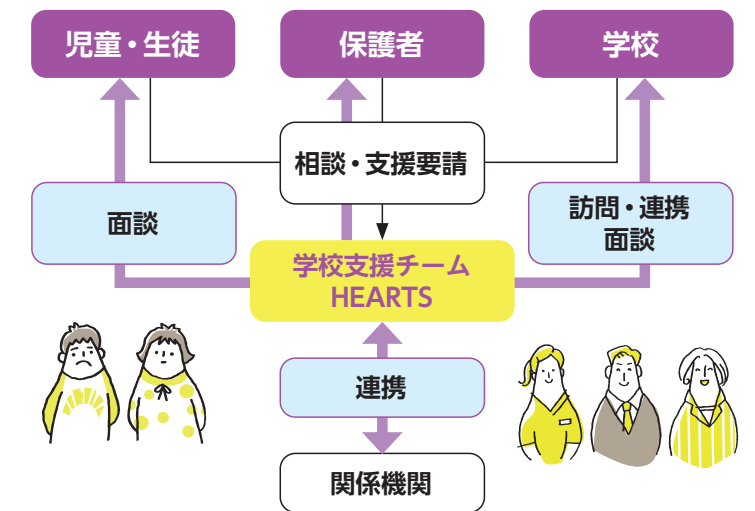 児童・生徒
保護者
学校
相談・支援要請
面談
訪問・連携
面談
学校支援チーム
HEARTS
連携
関係機関